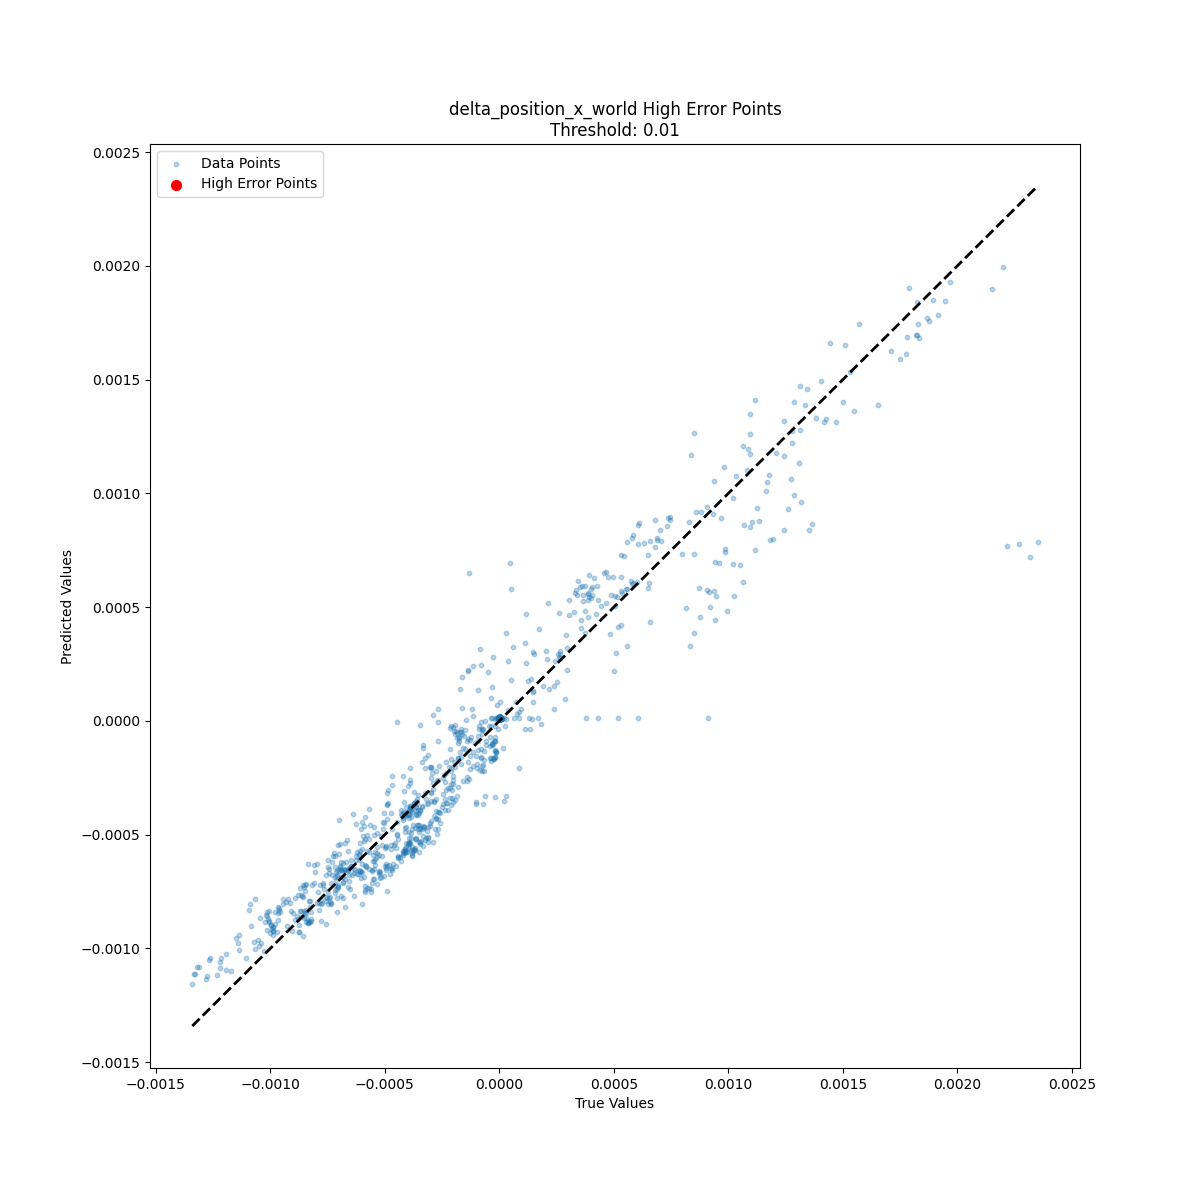 delta_position_x_world High Error Points
Threshold: 0.01
Data Points
High Error Points
Predicted Values
0.0025
0.0020
0.0015
0.0010
0.0005
0.0000
−0.0005
−0.0010
−0.0015
−0.0015 −0.0010 −0.0005 0.0000 0.0005 0.0010 0.0015 0.0020 0.0025
True Values